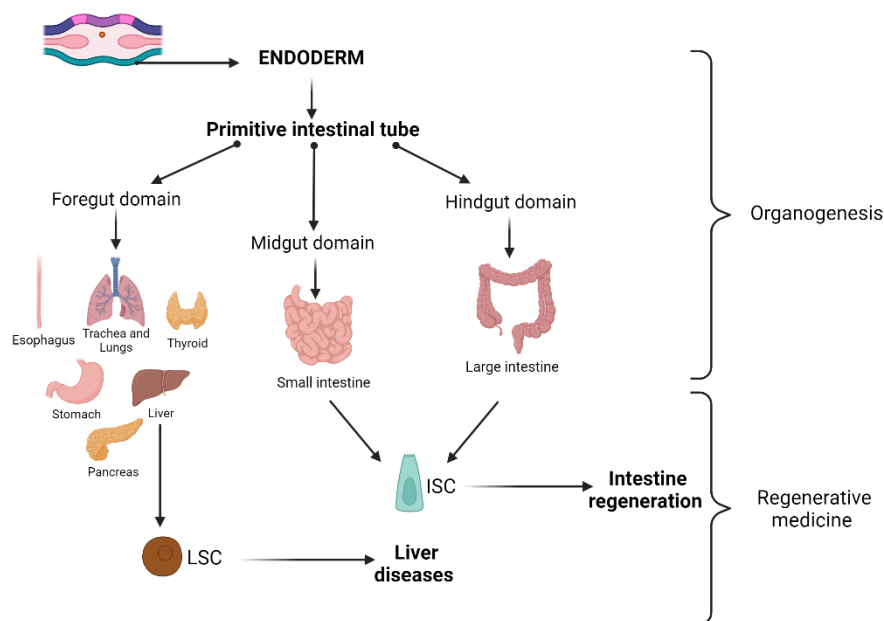 ENDODERM
Primitive intestinal tube
Foregut domain
Midgut domain
Hindgut domain
Organogenesis
Esophagus
Trachea and
Lungs
Thyroid
Small intestine
Large intestine
Stomach
Liver
Pancreas
ISC
Intestine
regeneration
Regenerative
medicine
LSC
Liver
diseases